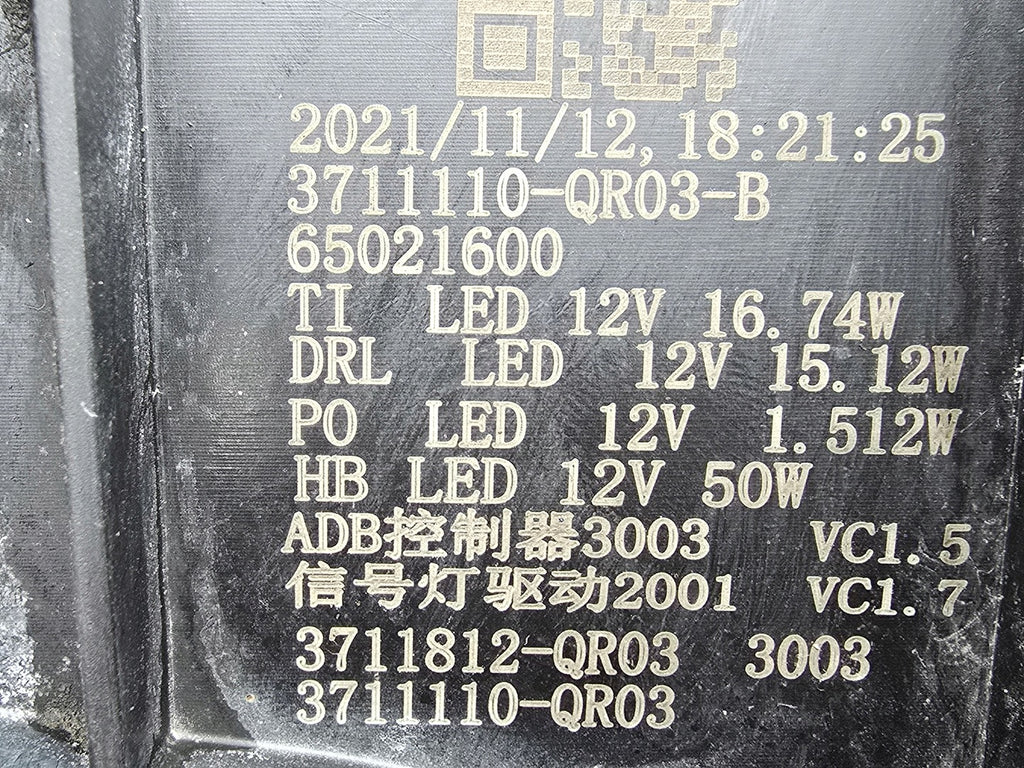 2021/11/12, 18:21:25
3711110-QR03-B
65021600
TI LED 12V 16.74W
DRL LED 12V 15.12W
PO LED 12V 1.512W
HB LED 12V 50W
ADB控制器3003 VC1.5
信号灯驱动2001 VC1.7
3711812-QR03 3003
3711110-QR03